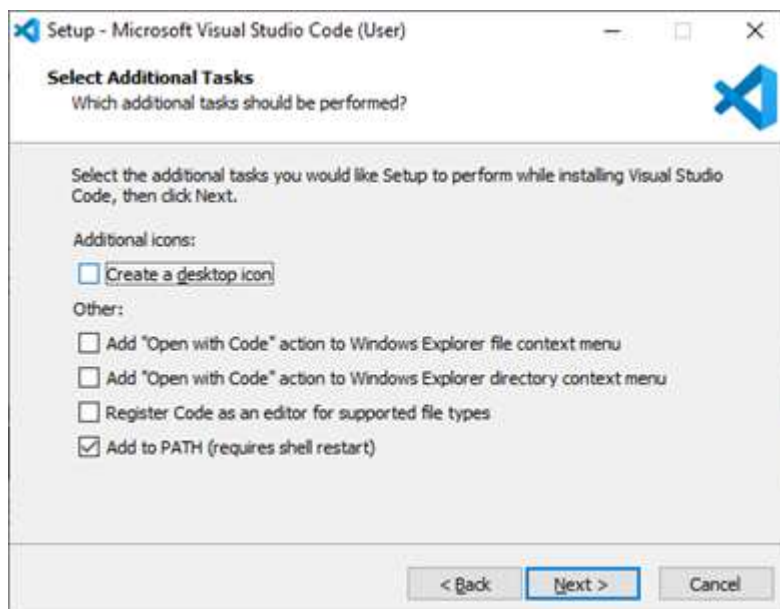 Setup - Microsoft Visual Studio Code (User)
Select Additional Tasks
Which additional tasks should be performed?
Select the additional tasks you would like Setup to perform while installing Visual Studio
Code, then click Next.
Additional icons:
Create a desktop icon
Other:
Add "Open with Code" action to Windows Explorer file context menu
Add "Open with Code" action to Windows Explorer directory context menu
Register Code as an editor for supported file types
Add to PATH (requires shell restart)
< Back Next > Cancel